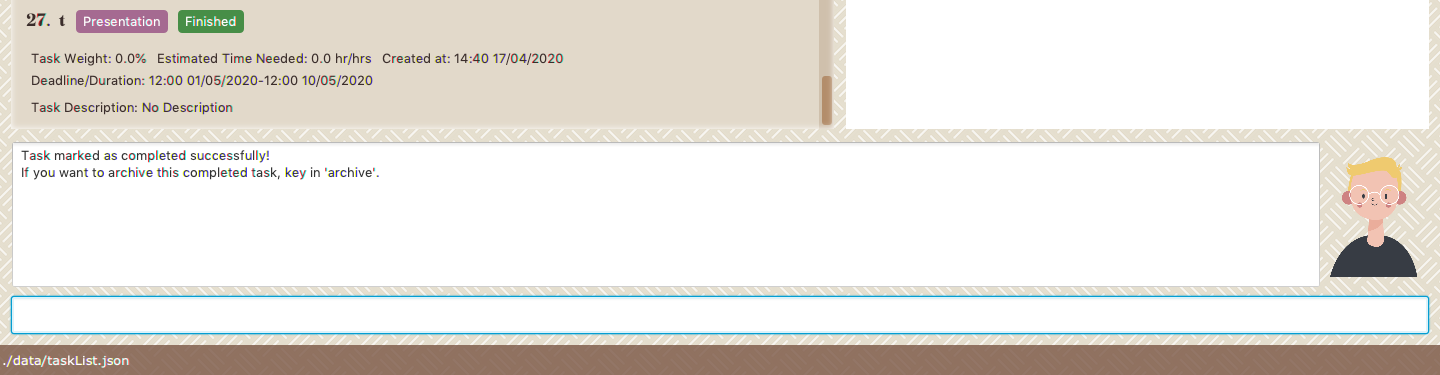 27. t Presentation Finished
Task Weight: 0.0% Estimated Time Needed: 0.0 hr/hrs Created at: 14:40 17/04/2020
Deadline/Duration: 12:00 01/05/2020-12:00 10/05/2020
Task Description: No Description
Task marked as completed successfully!
If you want to archive this completed task, key in 'archive'.
./data/taskList.json